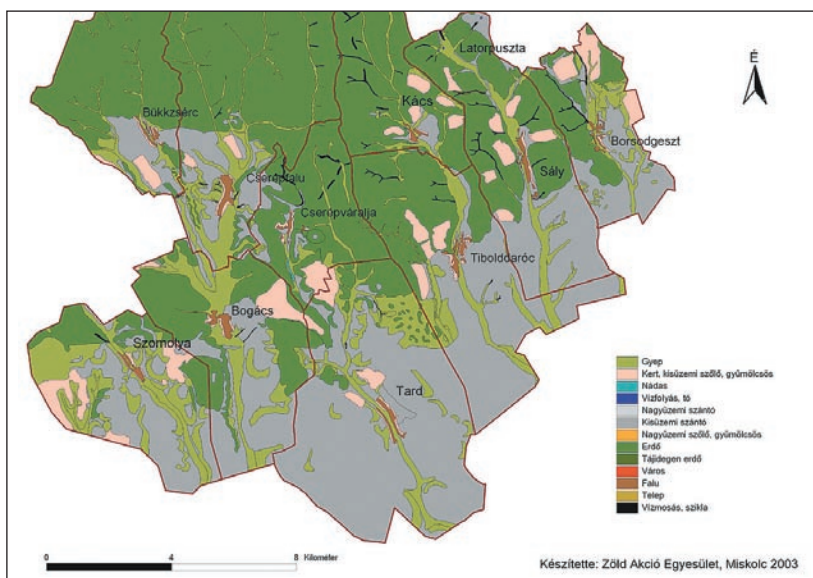 Latorpuszta
É
Bükkzsérc
Kács
Borsodgeszt
Cserépfalu
Sály
Cserépváralja
Tibolddaróc
Bogács
Szomolya
Tard
Gyep
Kert, kisüzemi szőlő, gyümölcsös
Nádas
Vízfolyás, tó
Nagyüzemi szántó
Kisüzemi szántó
Nagyüzemi szőlő, gyümölcsös
Erdő
Tájidegen erdő
Város
Falu
Telep
Vízmosás, szikla
0 4 8 Kilométer
Készítette: Zöld Akció Egyesület, Miskolc 2003